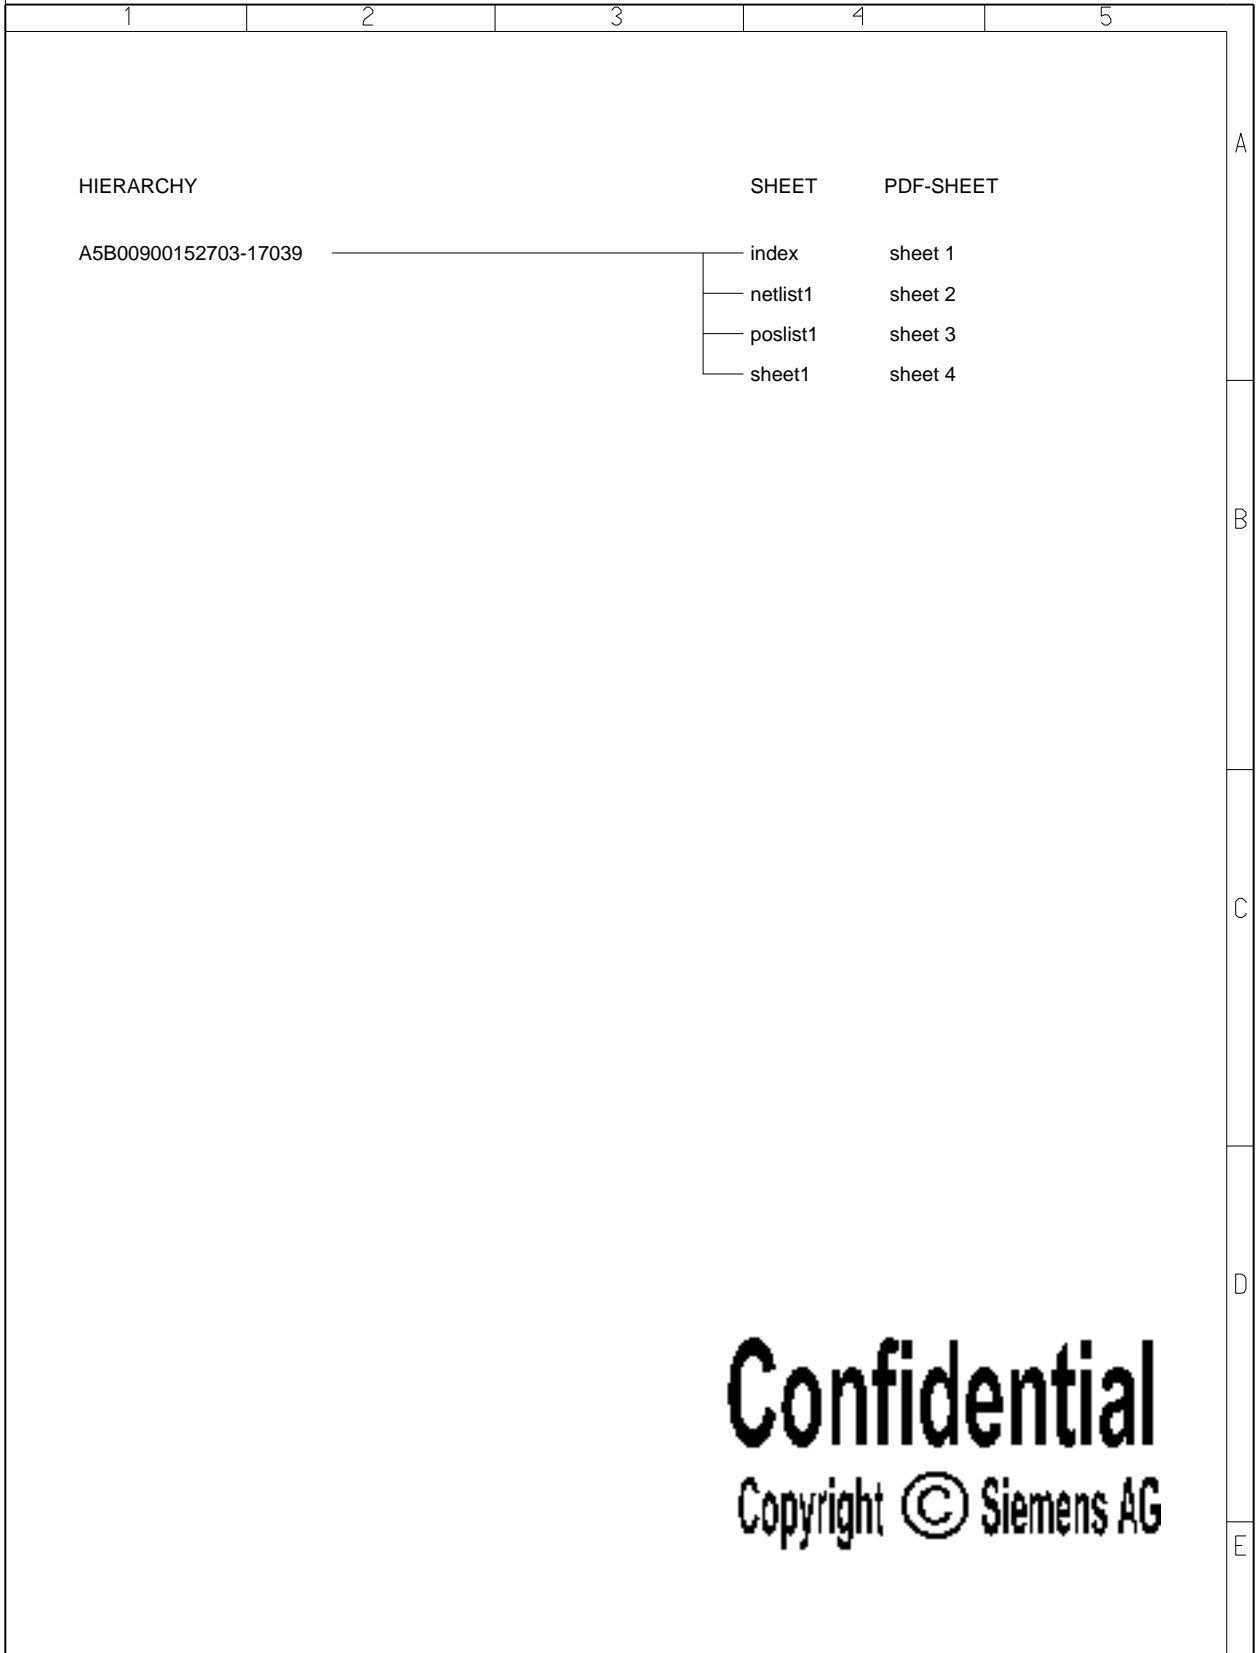 1 2 3 4 5
A
HIERARCHY SHEET PDF-SHEET
A5B00900152703-17039 index sheet 1
netlist1 sheet 2
poslist1 sheet 3
sheet1 sheet 4
B
C
D
Confidential
Copyright © Siemens AG
E